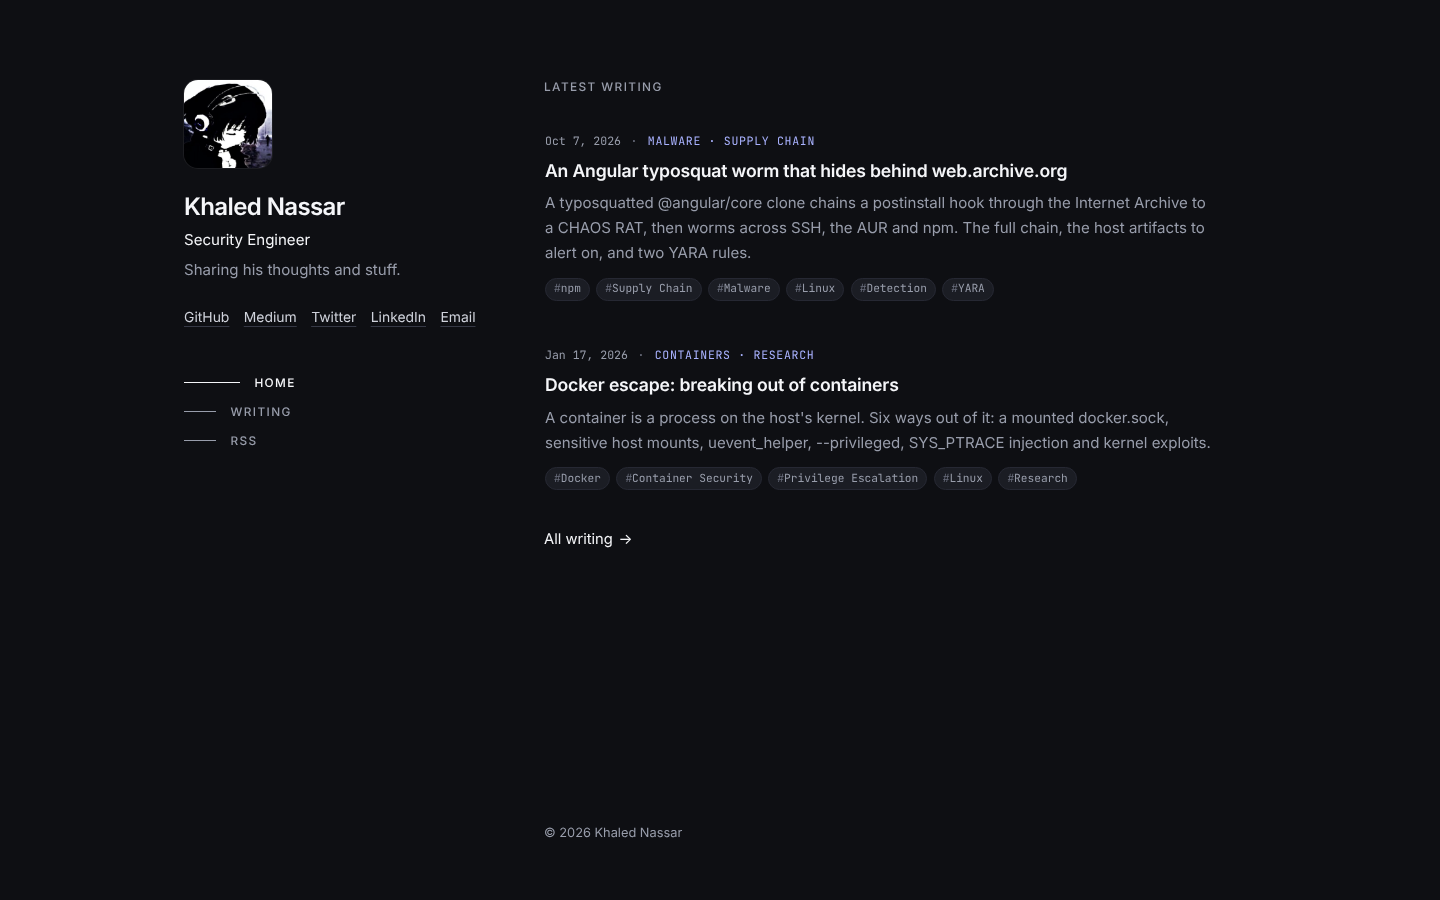 Khaled Nassar
Security Engineer
Sharing his thoughts and stuff.
GitHub Medium Twitter LinkedIn Email
HOME
WRITING
RSS
LATEST WRITING
Oct 7, 2026 · MALWARE · SUPPLY CHAIN
An Angular typosquat worm that hides behind web.archive.org
A typosquatted @angular/core clone chains a postinstall hook through the Internet Archive to
a CHAOS RAT, then worms across SSH, the AUR and npm. The full chain, the host artifacts to
alert on, and two YARA rules.
#npm #Supply Chain #Malware #Linux #Detection #YARA
Jan 17, 2026 · CONTAINERS · RESEARCH
Docker escape: breaking out of containers
A container is a process on the host's kernel. Six ways out of it: a mounted docker.sock,
sensitive host mounts, uevent_helper, --privileged, SYS_PTRACE injection and kernel exploits.
#Docker #Container Security #Privilege Escalation #Linux #Research
All writing →
© 2026 Khaled Nassar